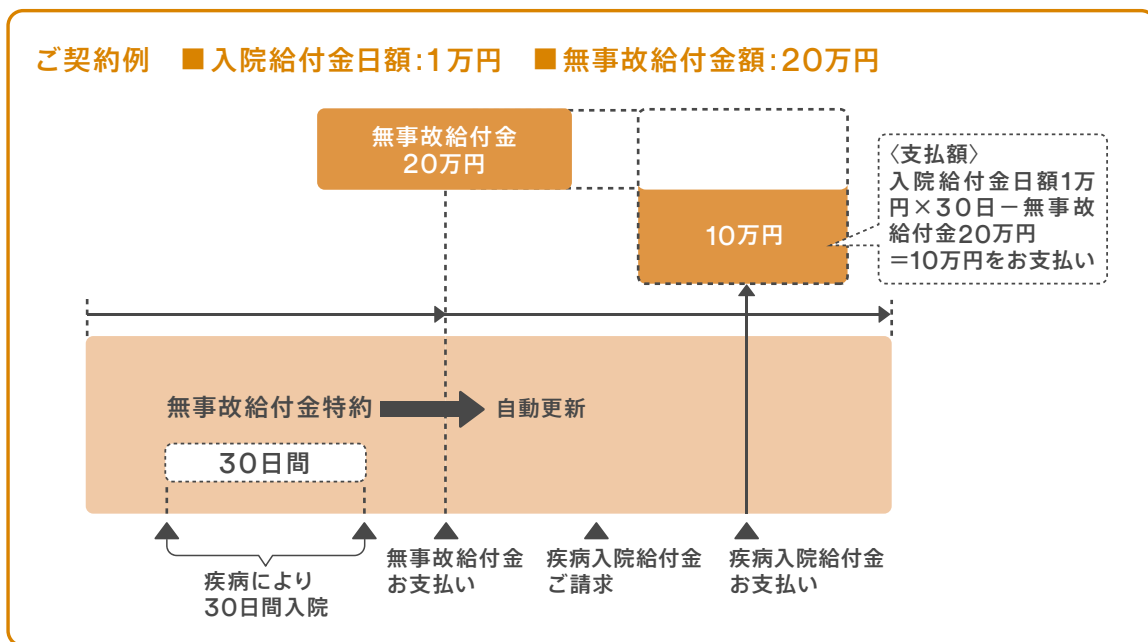 ご契約例 ■入院給付金日額：1万円 ■無事故給付金額：20万円
無事故給付金
20万円
10万円
〈支払額〉
入院給付金日額1万
円×30日－無事故
給付金20万円
＝10万円をお支払い
無事故給付金特約
自動更新
30日間
疾病により
30日間入院
無事故給付金
お支払い
疾病入院給付金
ご請求
疾病入院給付金
お支払い